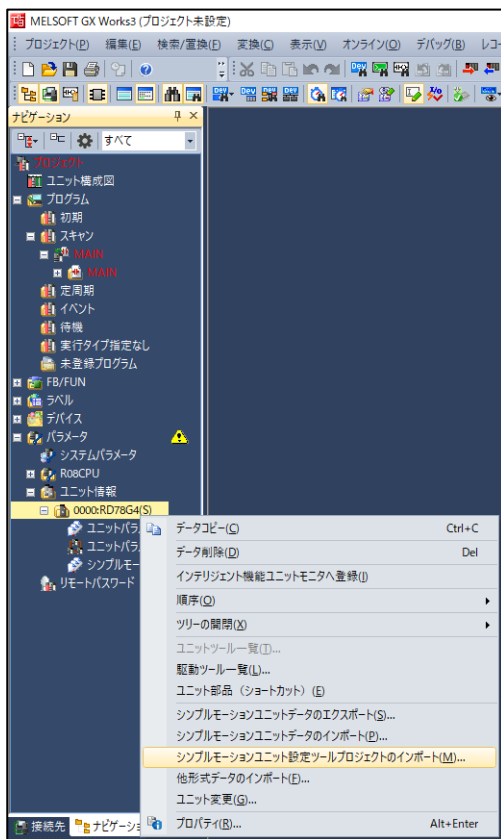 MELSOFT GX Works3 (プロジェクト未設定)
プロジェクト(P) 編集(E) 検索/置換(F) 変換(C) 表示(V) オンライン(O) デバッグ(B) レコー
ナビゲーション
すべて
プロジェクト
ユニット構成図
プログラム
初期
スキャン
MAIN
MAIN
定周期
イベント
待機
実行タイプ指定なし
未登録プログラム
FB/FUN
ラベル
デバイス
パラメータ
システムパラメータ
R08CPU
ユニット情報
0000:RD78G4(S)
ユニットパラ
ユニットパラ
シンプルモー
リモートパスワード
データコピー(C) Ctrl+C
データ削除(D) Del
インテリジェント機能ユニットモニタへ登録(I)
順序(O)
ツリーの開閉(X)
ユニットツール一覧(T)...
駆動ツール一覧(L)...
ユニット部品（ショートカット）(E)
シンプルモーションユニットデータのエクスポート(S)...
シンプルモーションユニットデータのインポート(P)...
シンプルモーションユニット設定ツールプロジェクトのインポート(M)...
他形式データのインポート(F)...
ユニット変更(G)...
プロパティ(R)... Alt+Enter
接続先 ナビゲーショ